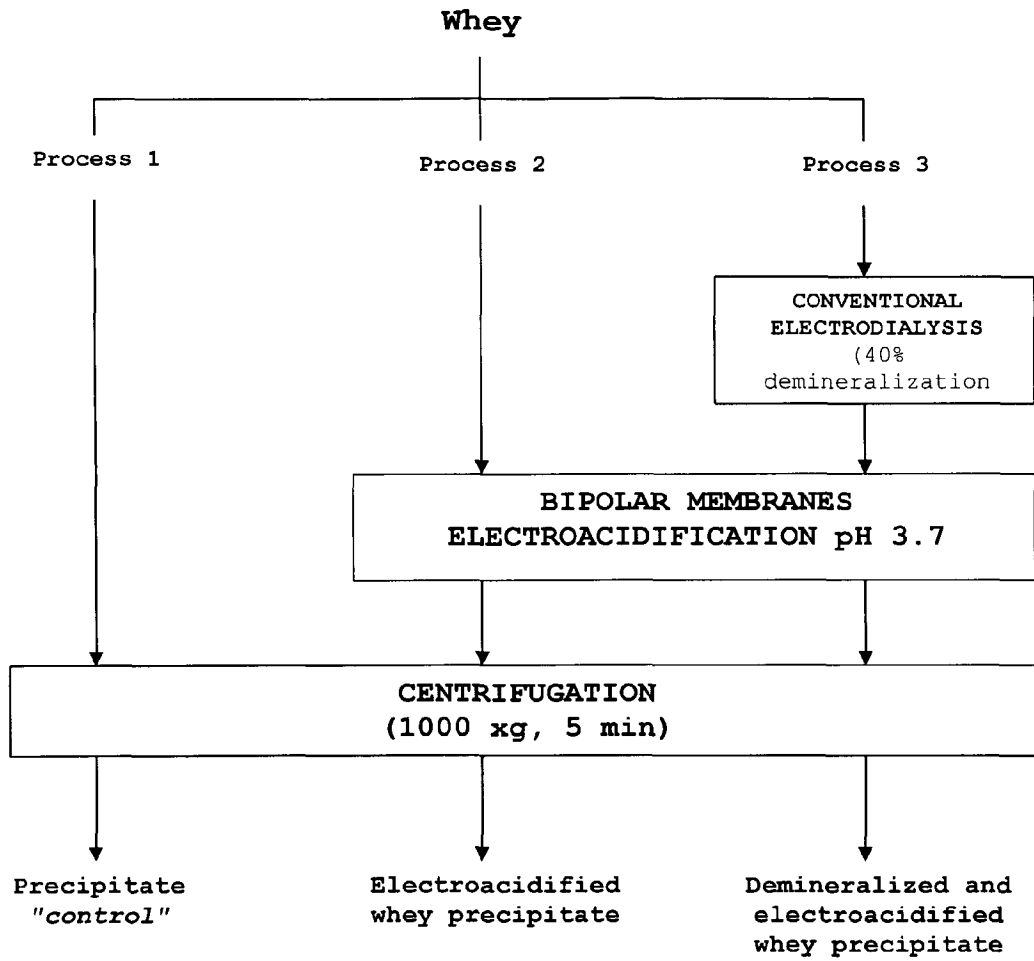 Whey
Process 1
Process 2
Process 3
CONVENTIONAL
ELECTRODIALYSIS
(40%
demineralization
BIPOLAR MEMBRANES
ELECTROACIDIFICATION pH 3.7
CENTRIFUGATION
(1000 xg, 5 min)
Precipitate
"control"
Electroacidified
whey precipitate
Demineralized and
electroacidified
whey precipitate